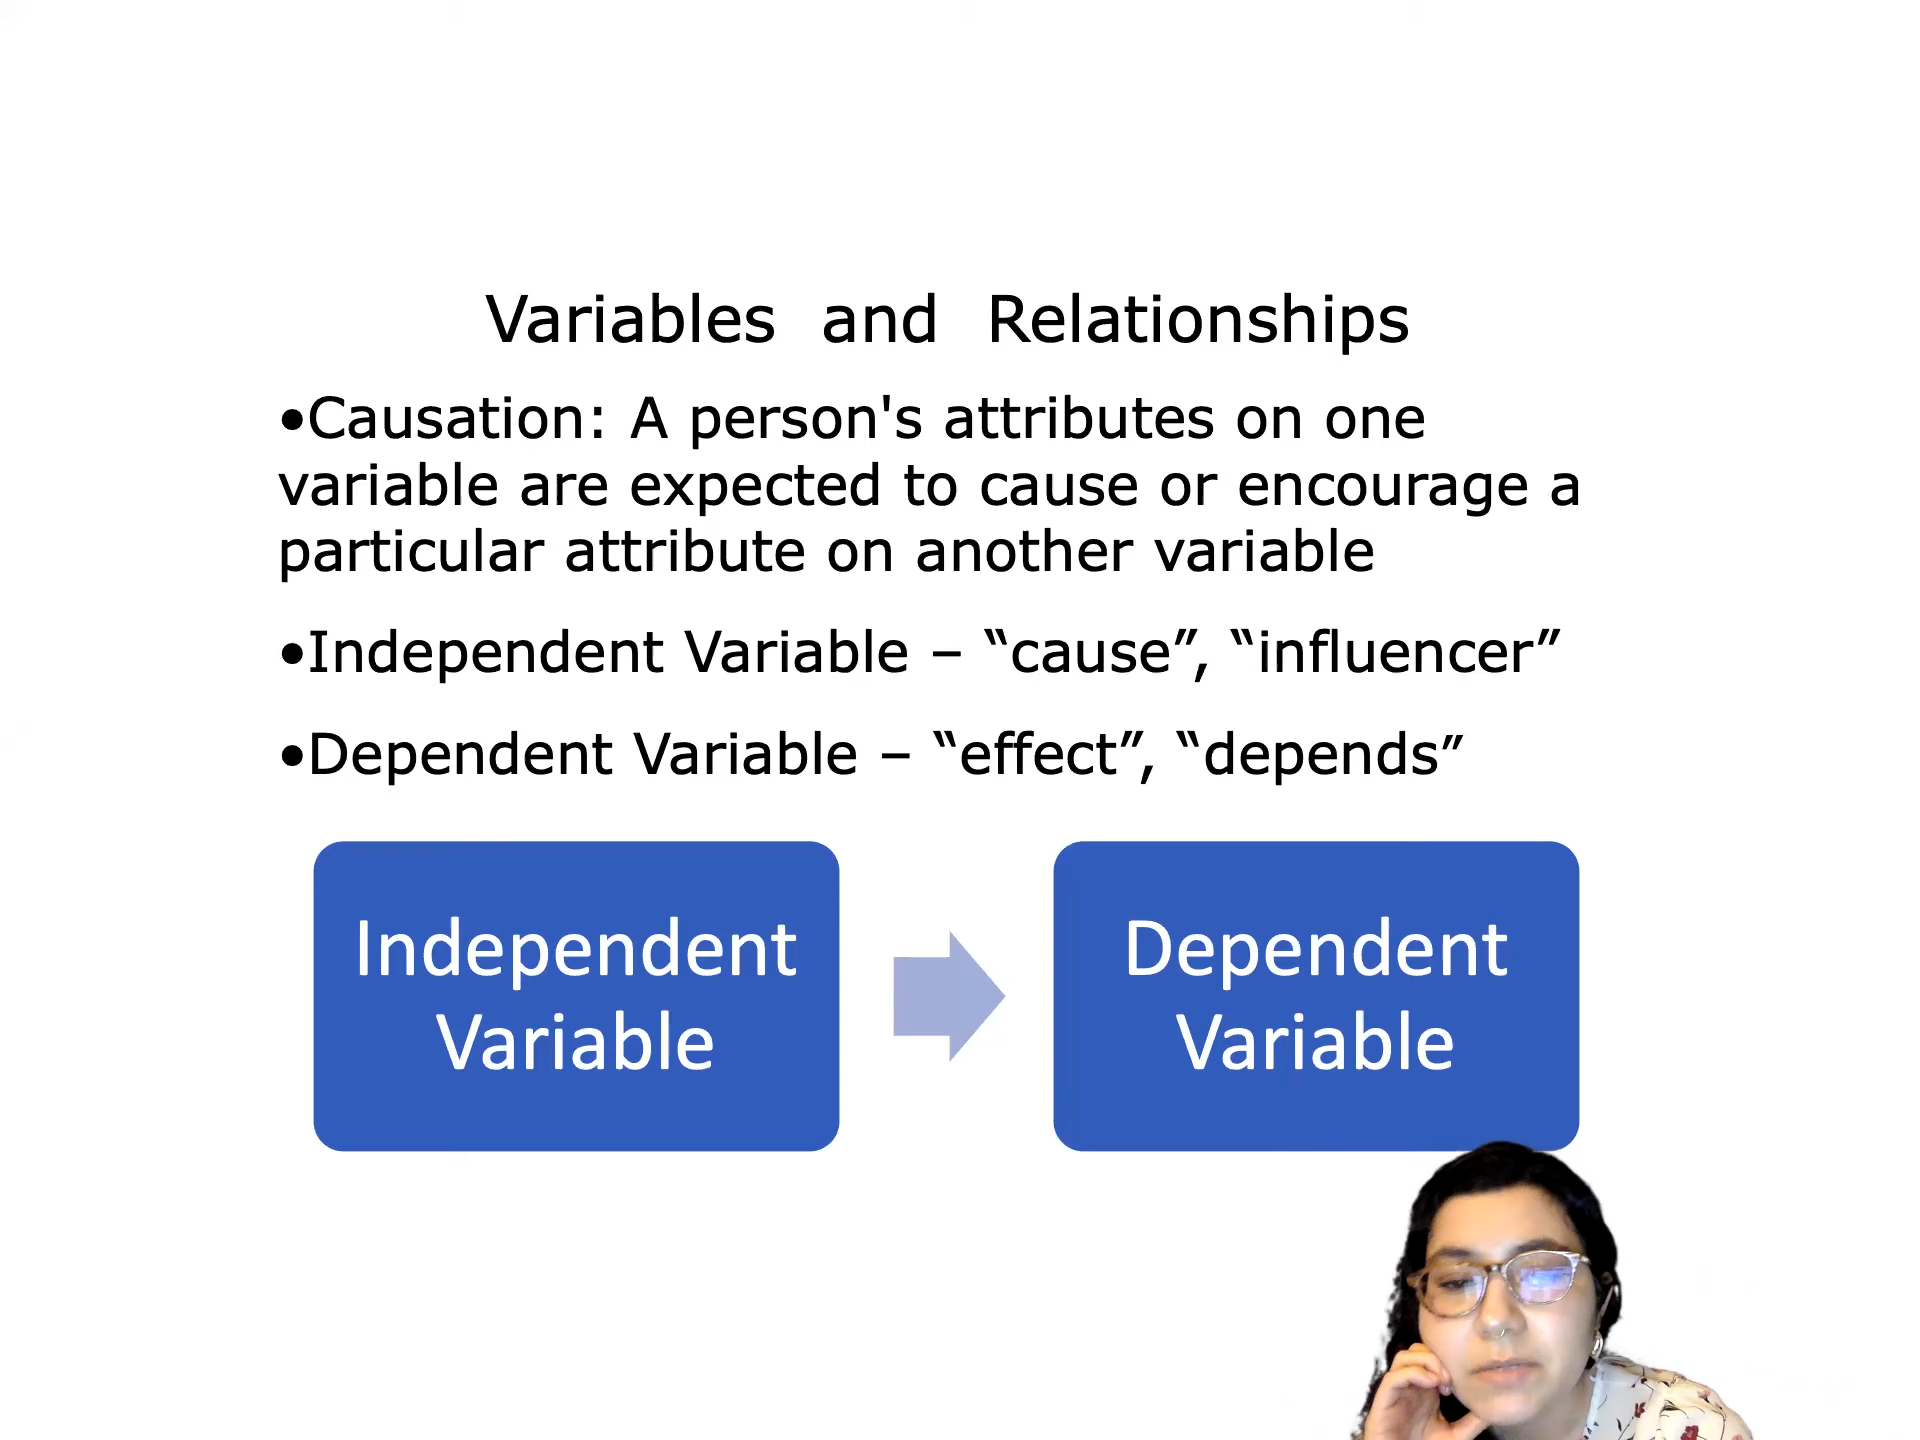 Variables and Relationships
•Causation: A person's attributes on one
variable are expected to cause or encourage a
particular attribute on another variable
•Independent Variable – “cause”, “influencer”
•Dependent Variable – “effect”, “depends”
Independent
Variable
Dependent
Variable